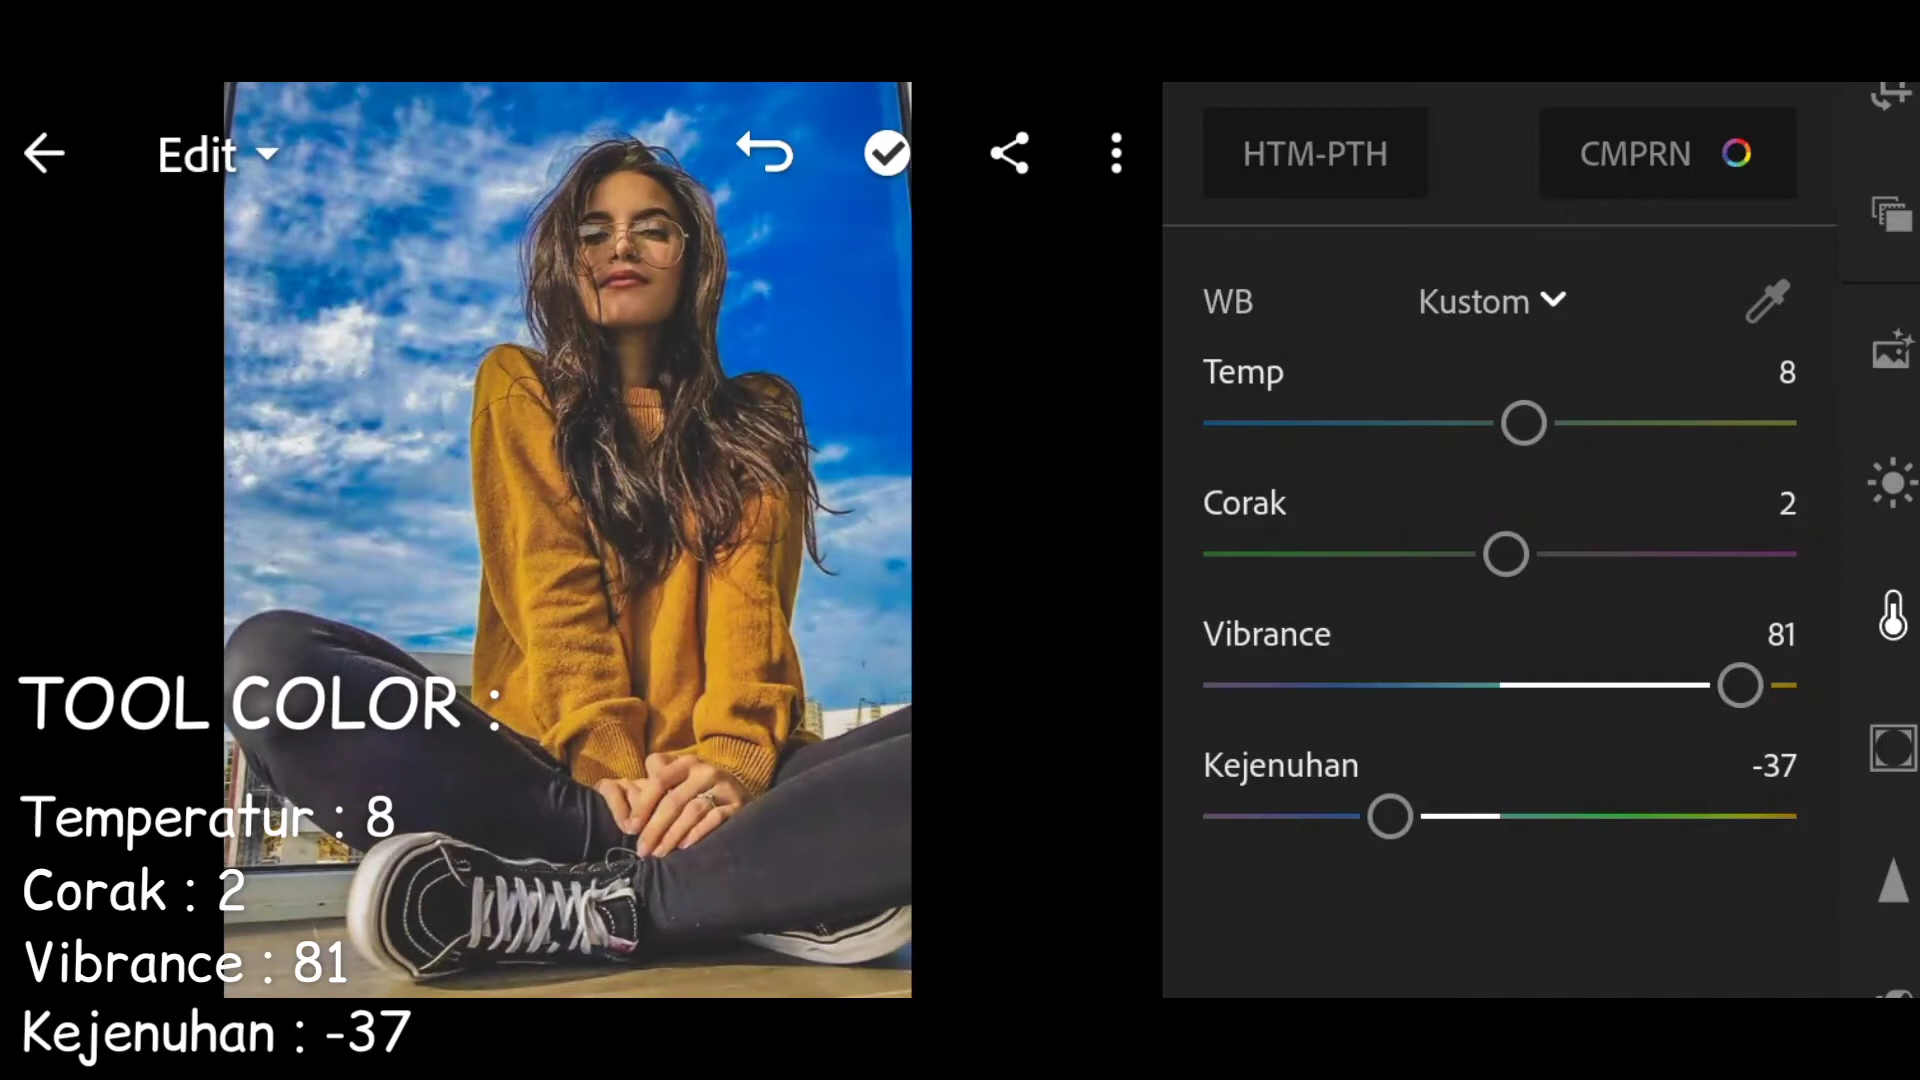 Edit
HTM-PTH
CMPRN
WB
Kustom
Temp
8
Corak
2
Vibrance
81
Kejenuhan
-37
TOOL COLOR :
Temperatur : 8
Corak : 2
Vibrance : 81
Kejenuhan : -37